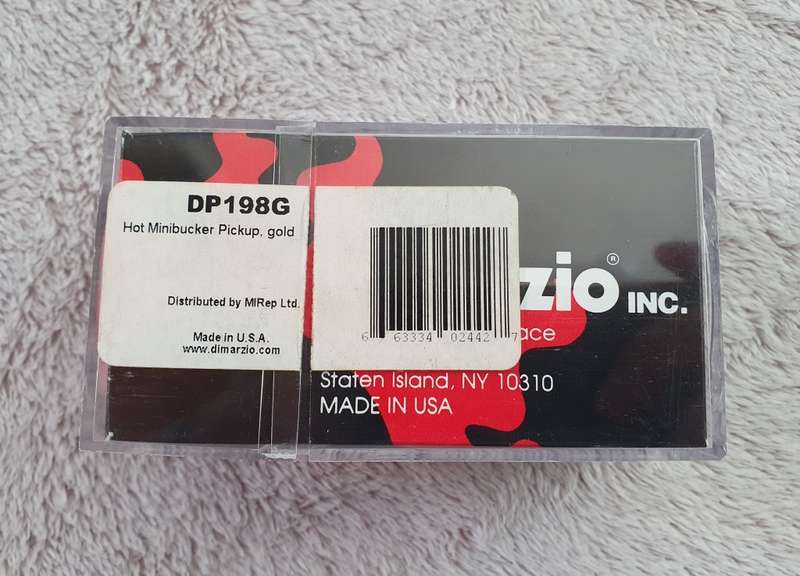 DP198G
Hot Minibucker Pickup, gold
Distributed by MIRep Ltd.
Made in U.S.A.
www.dimarzio.com
6 63334 02442 7
zio® INC.
ace
Staten Island, NY 10310
MADE IN USA